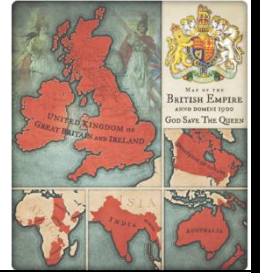 MAP OF THE
BRITISH EMPIRE
ANNO DOMINI 1900
GOD SAVE THE QUEEN
UNITED KINGDOM OF
GREAT BRITAIN AND IRELAND
INDIA
AUSTRALIA